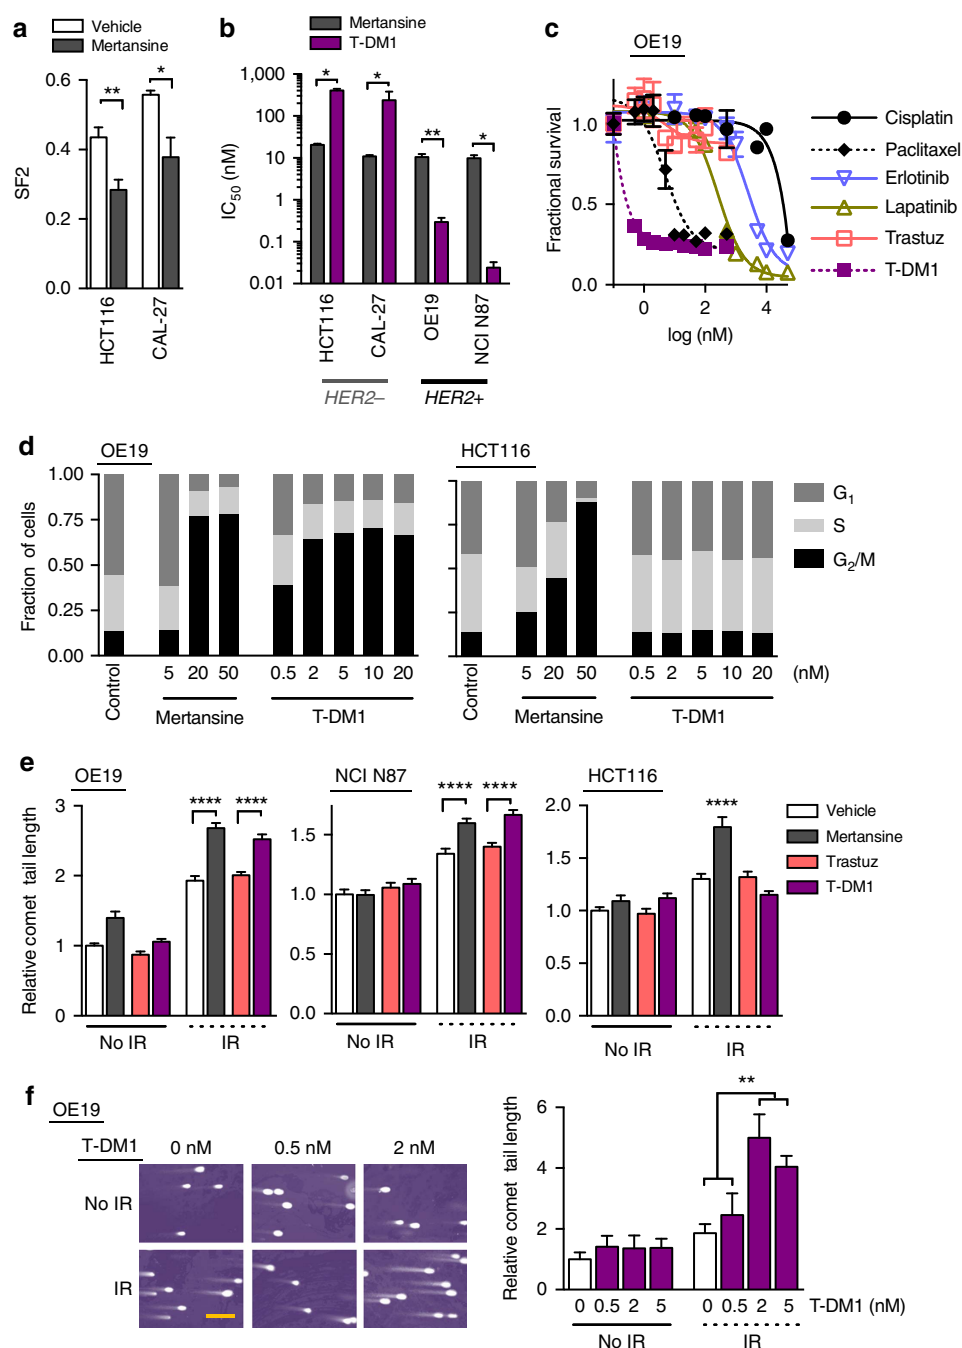 a
Vehicle
Mertansine
SF2
0.6
0.4
0.2
0
**
*
HCT116
CAL-27
b
Mertansine
T-DM1
IC50 (nM)
1,000
100
10
1
0.1
0.01
*
*
**
*
HCT116
CAL-27
OE19
NCI N87
HER2–
HER2+
c
OE19
Fractional survival
1.0
0.5
0.0
0
2
4
log (nM)
Cisplatin
Paclitaxel
Erlotinib
Lapatinib
Trastuz
T-DM1
d
OE19
Fraction of cells
1.00
0.75
0.50
0.25
0.00
Control
5 20 50
Mertansine
0.5 2 5 10 20
T-DM1
HCT116
Control
5 20 50
Mertansine
0.5 2 5 10 20
T-DM1
(nM)
G1
S
G2/M
e
OE19
Relative comet tail length
3
2
1
0
**** ****
No IR
IR
NCI N87
1.5
1.0
0.5
0.0
**** ****
No IR
IR
HCT116
2.0
1.5
1.0
0.5
0
****
No IR
IR
Vehicle
Mertansine
Trastuz
T-DM1
f
OE19
T-DM1 0 nM 0.5 nM 2 nM
No IR
IR
Relative comet tail length
6
4
2
0
**
0 0.5 2 5 0 0.5 2 5 T-DM1 (nM)
No IR
IR